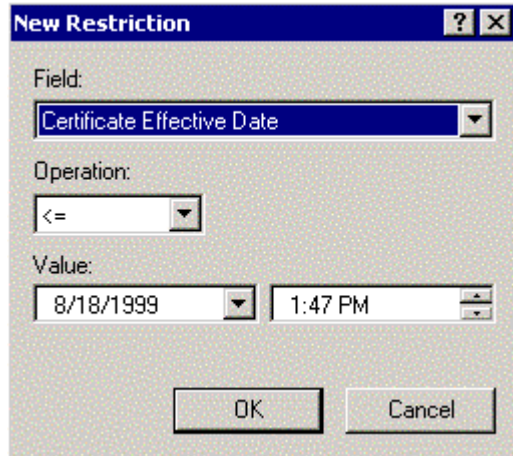 New Restriction
Field:
Certificate Effective Date
Operation:
<=
Value:
8/18/1999 1:47 PM
OK Cancel